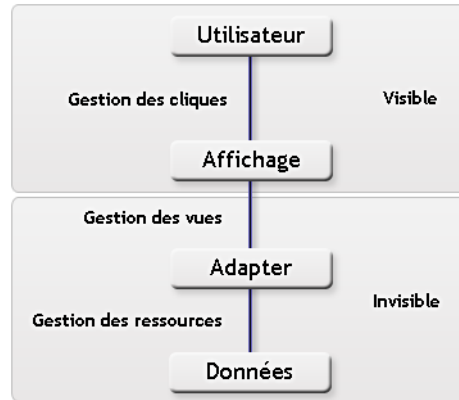 Utilisateur
Gestion des cliques
Visible
Affichage
Gestion des vues
Adapter
Invisible
Gestion des ressources
Données